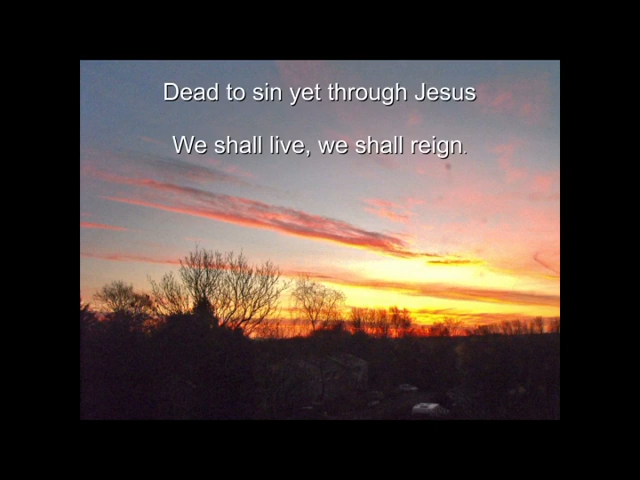 Dead to sin yet through Jesus
We shall live, we shall reign.